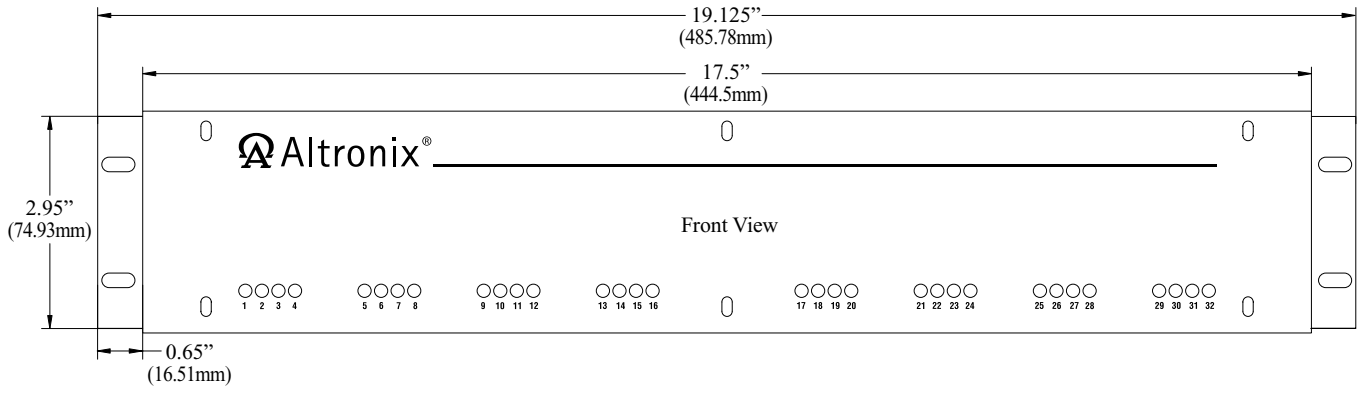 19.125”
(485.78mm)
17.5”
(444.5mm)
Altronix®
2.95”
(74.93mm)
Front View
1 2 3 4 5 6 7 8 9 10 11 12 13 14 15 16 17 18 19 20 21 22 23 24 25 26 27 28 29 30 31 32
0.65”
(16.51mm)